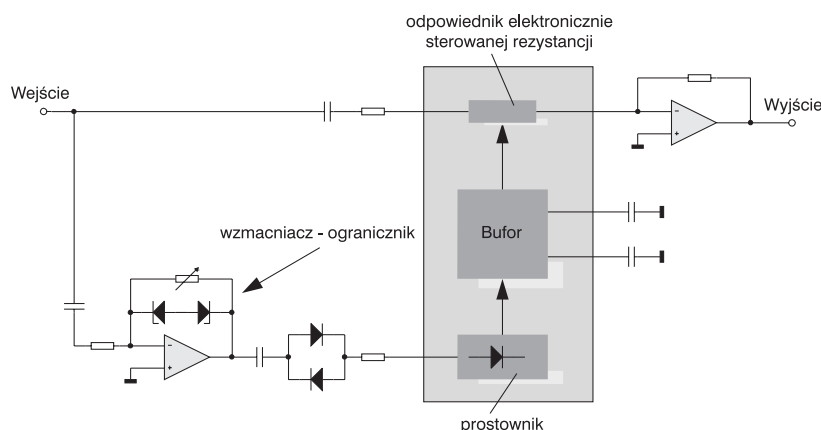 odpowiednik elektronicznie
sterowanej rezystancji
Wejście
Wyjście
wzmacniacz - ogranicznik
Bufor
prostownik